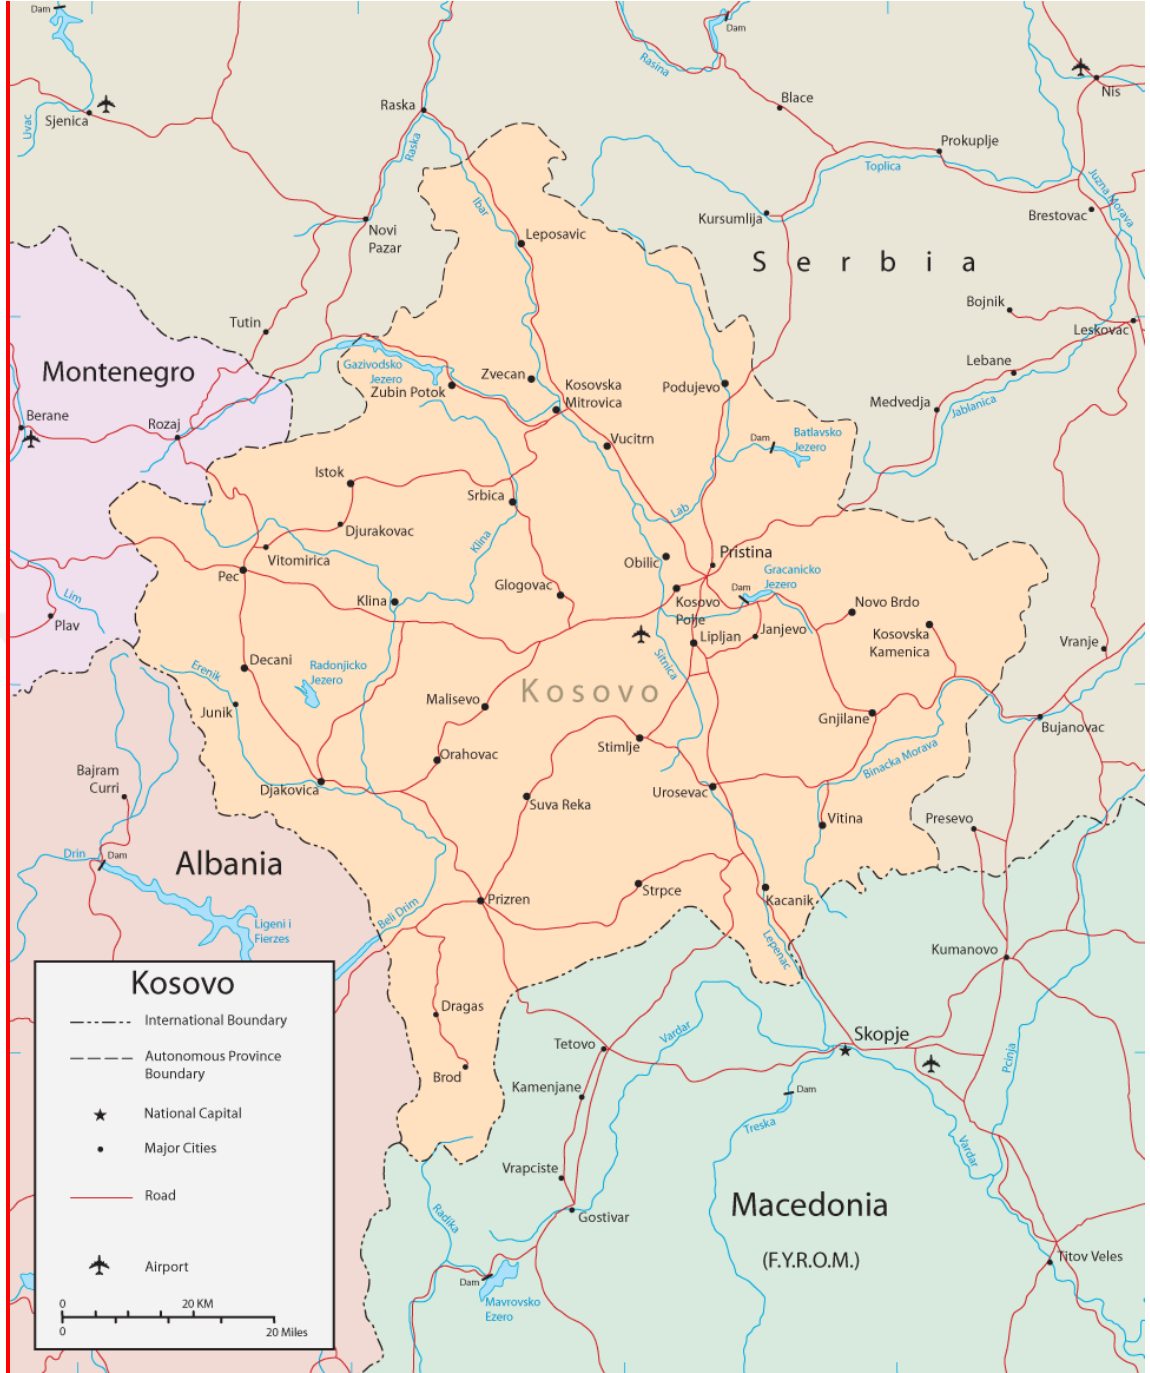 Dam
Dam
Rasina
Nis
Sjenica
Uvac
Raska
Raska
Blace
Prokuplje
Toplica
Juzna Morava
Brestovac
Kursumlija
Novi
Pazar
Ibar
Leposavic
Serbia
Bojnik
Leskovac
Tutin
Montenegro
Gazivodsko
Jezero
Zubin Potok
Zvecan
Kosovska
Mitrovica
Podujevo
Lebane
Medvedja
Jablanica
Berane
Rozaj
Vucitrn
Dam
Batlavsko
Jezero
Istok
Srbica
Lab
Djurakovac
Klina
Vitomirica
Obilic
Pristina
Pec
Glogovac
Gracanicko
Jezero
Dam
Klina
Kosovo
Polje
Novo Brdo
Lim
Plav
Lipljan
Janjevo
Kosovska
Kamenica
Vranje
Decani
Erenik
Radonjicko
Jezero
Sitnica
Junik
Malisevo
Kosovo
Gnjilane
Bujanovac
Stimlje
Orahovac
Binacka Morava
Bajram
Curri
Djakovica
Suva Reka
Urosevac
Vitina
Presevo
Drin
Dam
Albania
Strpce
Kacanik
Prizren
Beli Drim
Ligeni i
Fierzes
Lepenac
Kumanovo
Kosovo
International Boundary
Autonomous Province
Boundary
National Capital
Major Cities
Road
Airport
0 20 KM
0 20 Miles
Dragas
Brod
Tetovo
Vardar
Skopje
Pcinja
Kamenjane
Dam
Treska
Vardar
Vrapciste
Macedonia
(F.Y.R.O.M.)
Radika
Gostivar
Titov Veles
Dam
Mavrovsko
Ezero